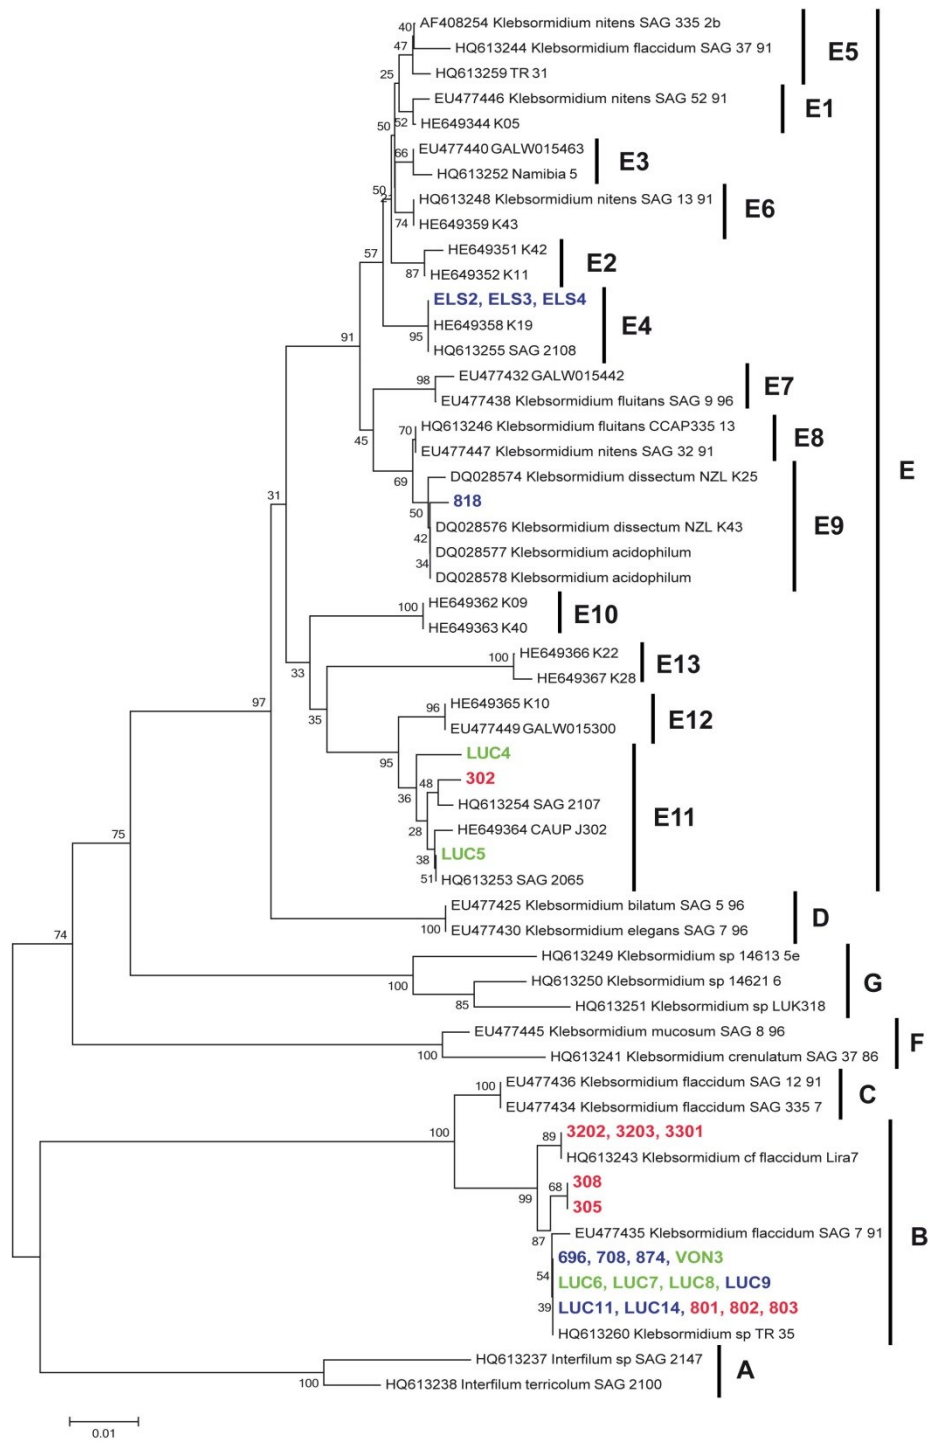 40 AF408254 Klebsormidium nitens SAG 335 2b
47 HQ613244 Klebsormidium flaccidum SAG 37 91
E5
25 HQ613259 TR 31
EU477446 Klebsormidium nitens SAG 52 91
E1
50 52 HE649344 K05
EU477440 GALW015463
66
E3
HQ613252 Namibia 5
50
HQ613248 Klebsormidium nitens SAG 13 91
E6
74 HE649359 K43
HE649351 K42
57
E2
87 HE649352 K11
ELS2, ELS3, ELS4
HE649358 K19
E4
91 95
HQ613255 SAG 2108
EU477432 GALW015442
98
E7
EU477438 Klebsormidium fluitans SAG 9 96
HQ613246 Klebsormidium fluitans CCAP335 13
70
E8
45
EU477447 Klebsormidium nitens SAG 32 91
E
69 DQ028574 Klebsormidium dissectum NZL K25
31 818
50
DQ028576 Klebsormidium dissectum NZL K43
E9
42
DQ028577 Klebsormidium acidophilum
34
DQ028578 Klebsormidium acidophilum
HE649362 K09
100
E10
HE649363 K40
HE649366 K22
100
E13
33
HE649367 K28
97 HE649365 K10
96
35
E12
EU477449 GALW015300
LUC4
95
302
48
36 HQ613254 SAG 2107
E11
28 HE649364 CAUP J302
75
LUC5
38
51 HQ613253 SAG 2065
EU477425 Klebsormidium bilatum SAG 5 96
D
100 EU477430 Klebsormidium elegans SAG 7 96
74
HQ613249 Klebsormidium sp 14613 5e
HQ613250 Klebsormidium sp 14621 6
G
100
85 HQ613251 Klebsormidium sp LUK318
EU477445 Klebsormidium mucosum SAG 8 96
F
100 HQ613241 Klebsormidium crenulatum SAG 37 86
EU477436 Klebsormidium flaccidum SAG 12 91
100
C
EU477434 Klebsormidium flaccidum SAG 335 7
100 3202, 3203, 3301
89
HQ613243 Klebsormidium cf flaccidum Lira7
308
68
99
305
EU477435 Klebsormidium flaccidum SAG 7 91
B
87
696, 708, 874, VON3
54
LUC6, LUC7, LUC8, LUC9
39 LUC11, LUC14, 801, 802, 803
HQ613260 Klebsormidium sp TR 35
HQ613237 Interfilum sp SAG 2147
A
100 HQ613238 Interfilum terricolum SAG 2100
0.01